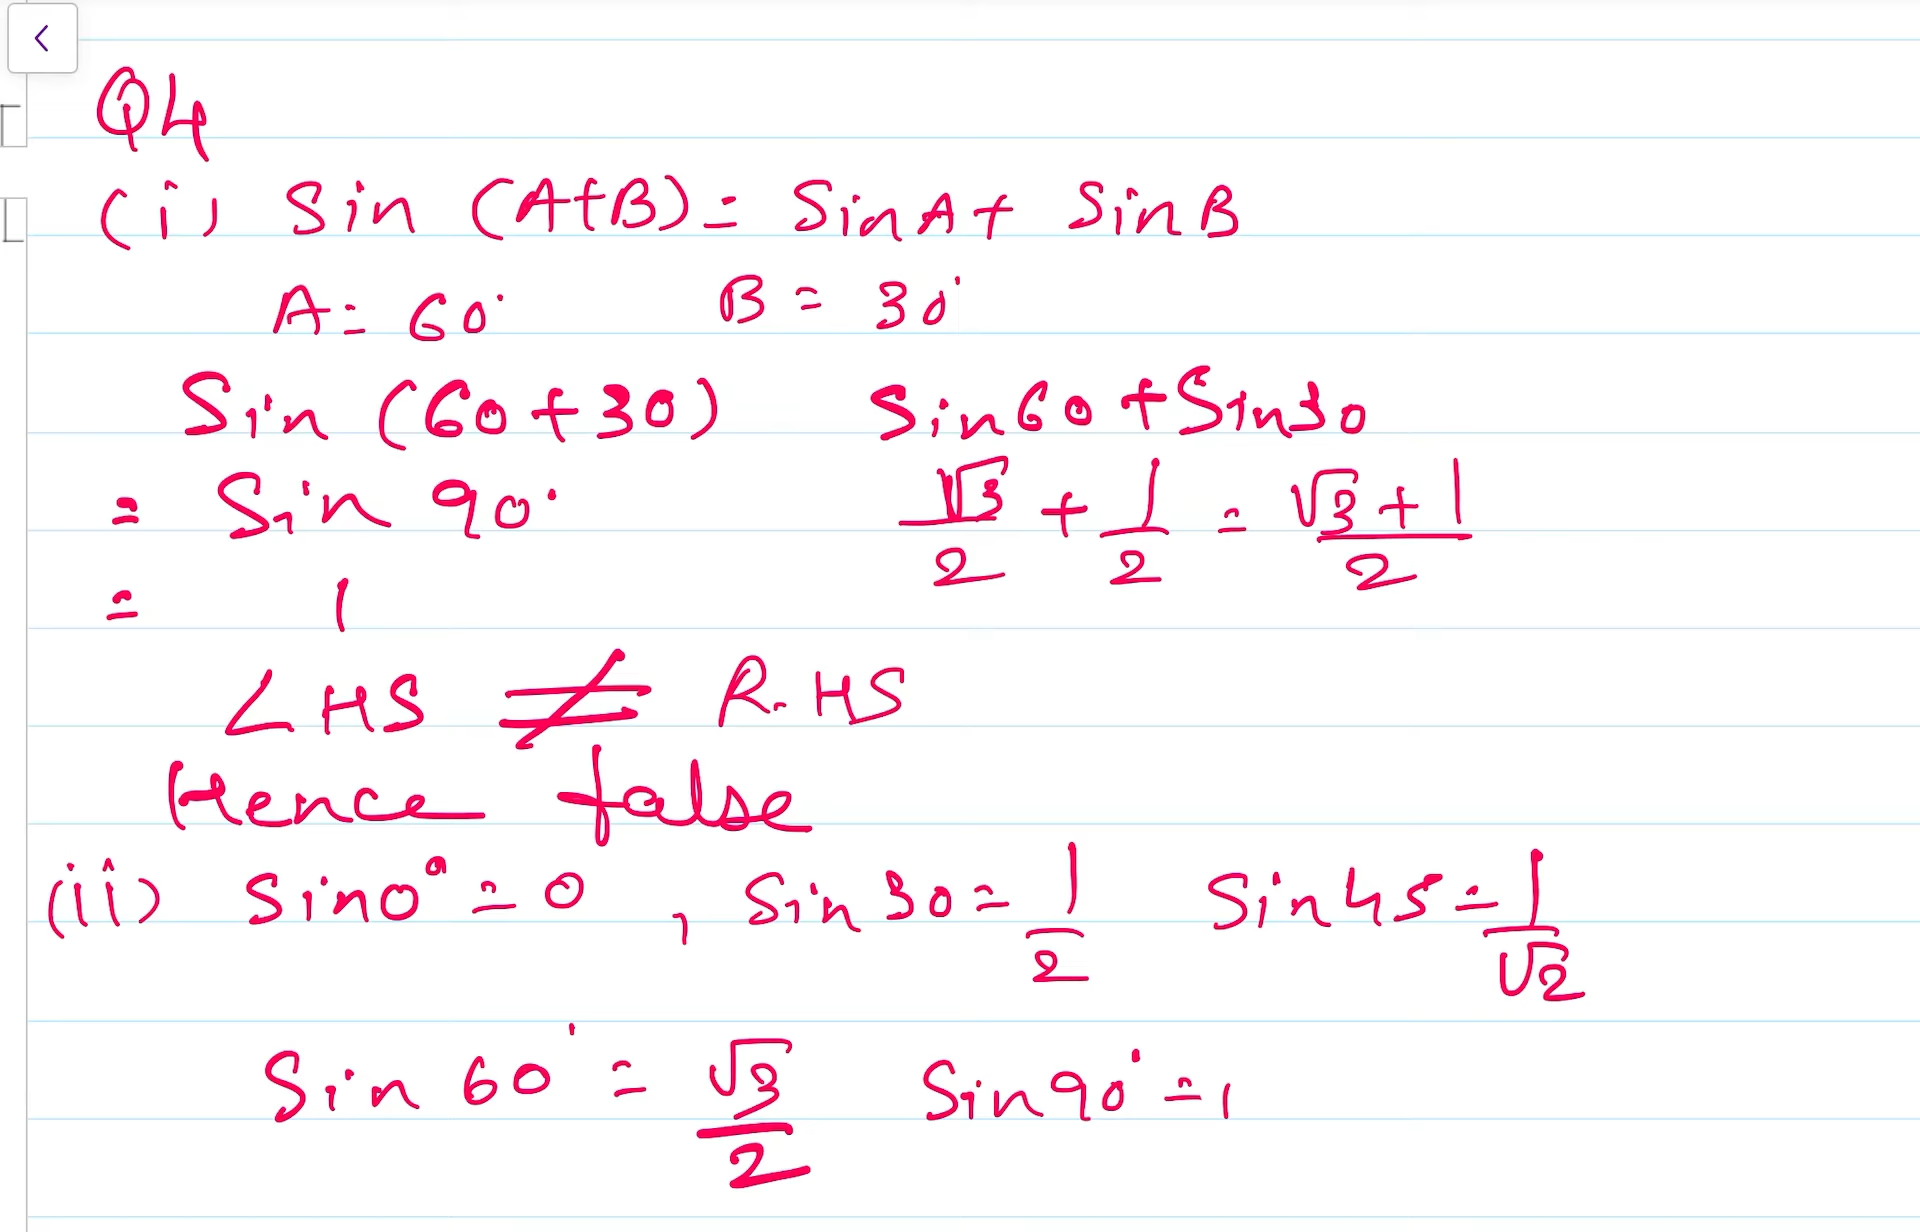 Q4
(i) Sin (A+B) = SinA + SinB
A = 60° B = 30°
Sin (60+30) Sin60 + Sin30
= Sin 90° √3/2 + 1/2 = √3+1/2
= 1
LHS ≠ R.HS
Hence false
(ii) Sin0° = 0 , Sin 30 = 1/2 Sin45 = 1/√2
Sin 60° = √3/2 Sin90° = 1